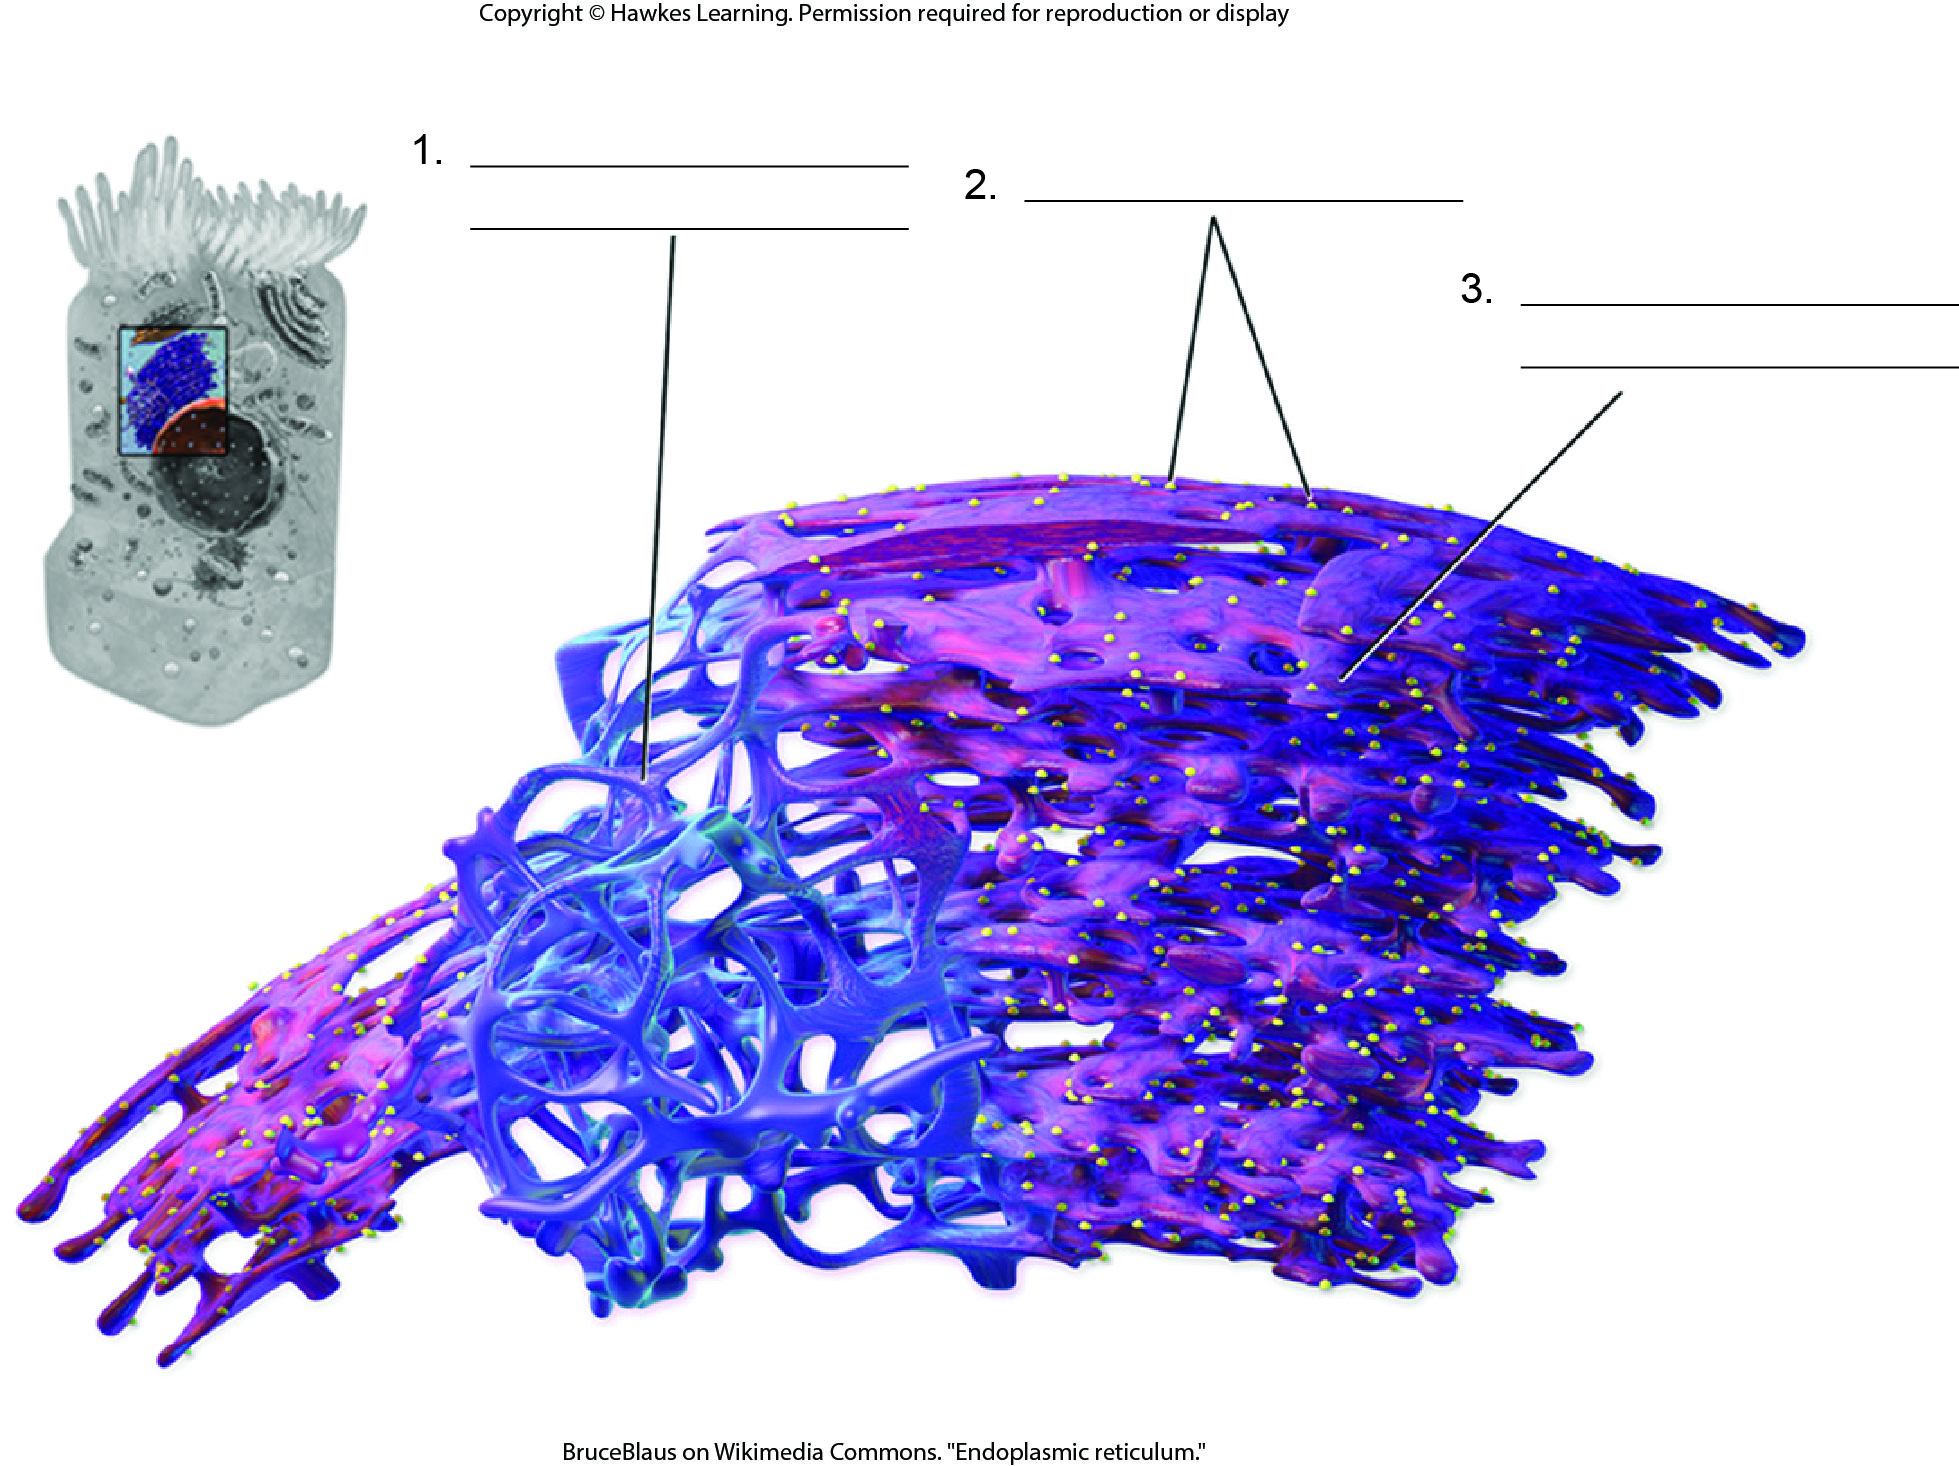 Copyright © Hawkes Learning. Permission required for reproduction or display
1.
2.
3.
BruceBlaus on Wikimedia Commons. "Endoplasmic reticulum."